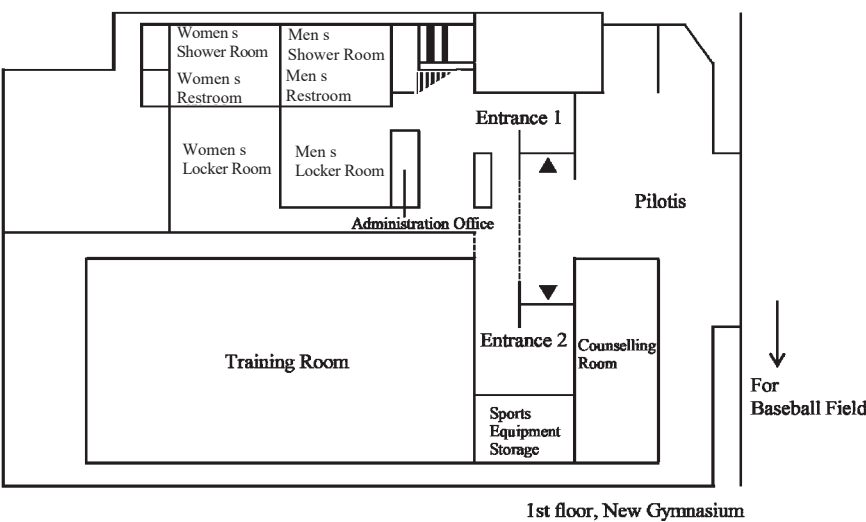 Women s
Shower Room
Men s
Shower Room
Women s
Restroom
Men s
Restroom
Entrance 1
Women s
Locker Room
Men s
Locker Room
Pilotis
Administration Office
Entrance 2
Counselling
Room
Training Room
For
Baseball Field
Sports
Equipment
Storage
1st floor, New Gymnasium